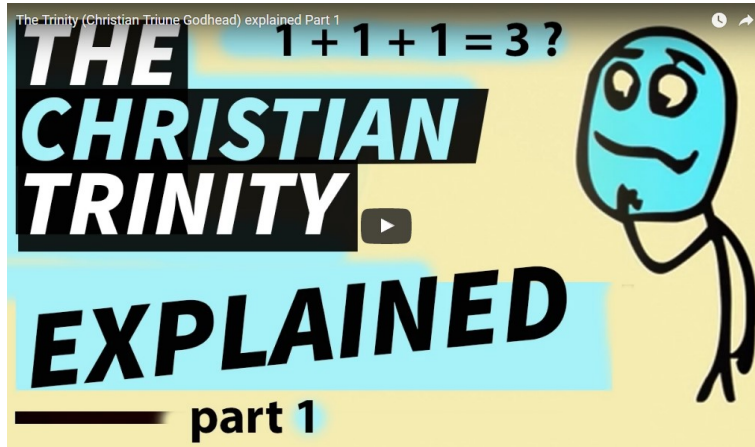 The Trinity (Christian Triune Godhead) explained Part 1
1 + 1 + 1 = 3 ?
THE
CHRISTIAN
TRINITY
EXPLAINED
part 1